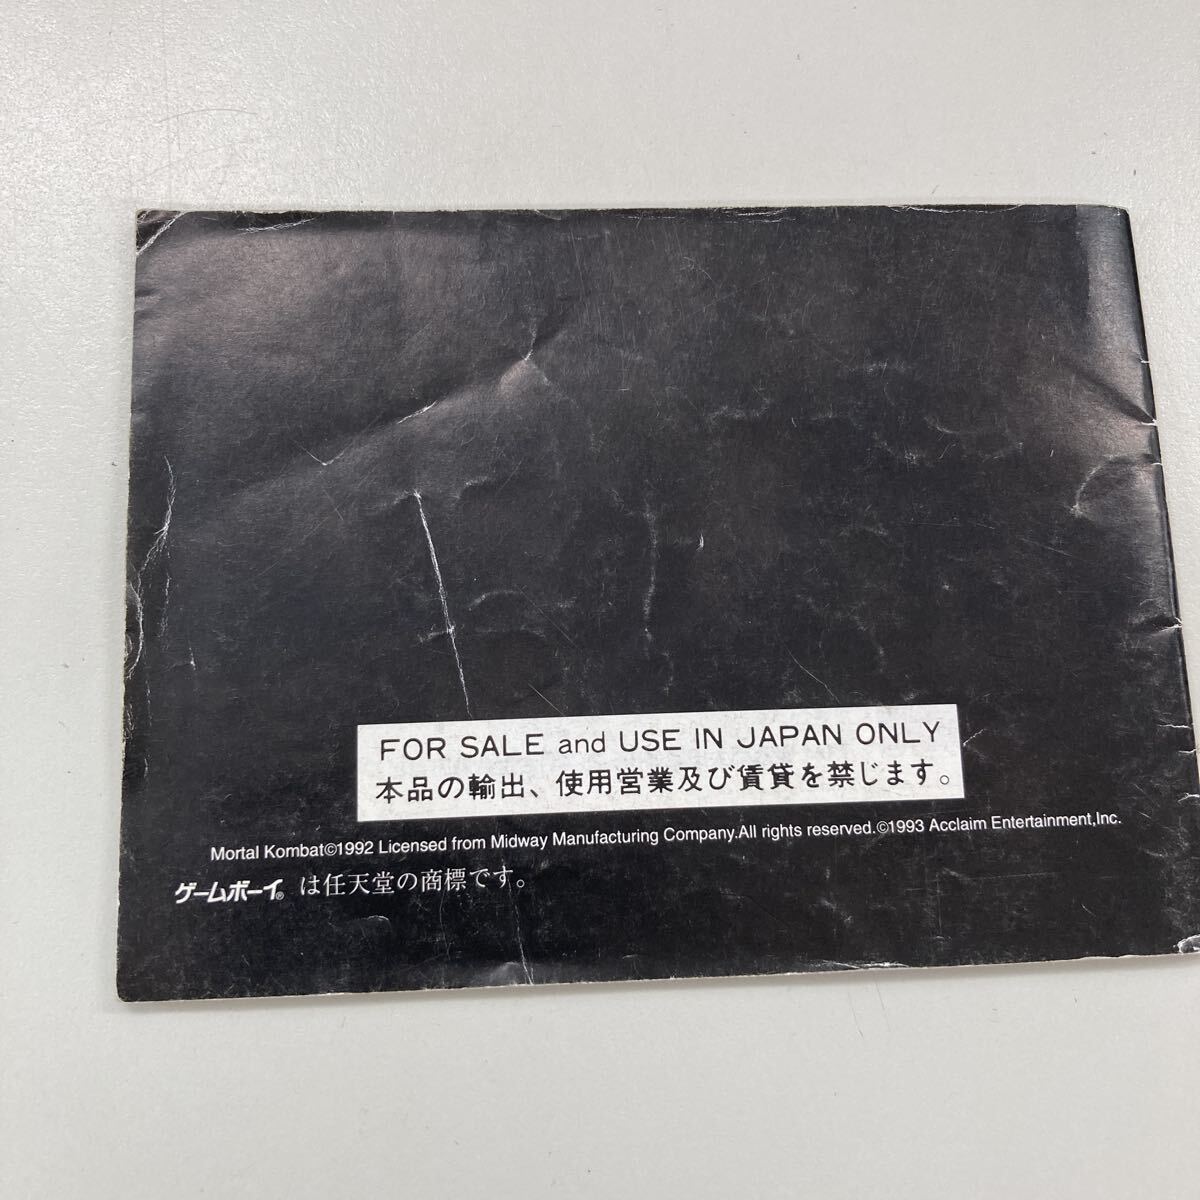 FOR SALE and USE IN JAPAN ONLY
本品の輸出、使用営業及び賃貸を禁じます。
Mortal Kombat©1992 Licensed from Midway Manufacturing Company.All rights reserved.©1993 Acclaim Entertainment,Inc.
ゲームボーイ® は任天堂の商標です。